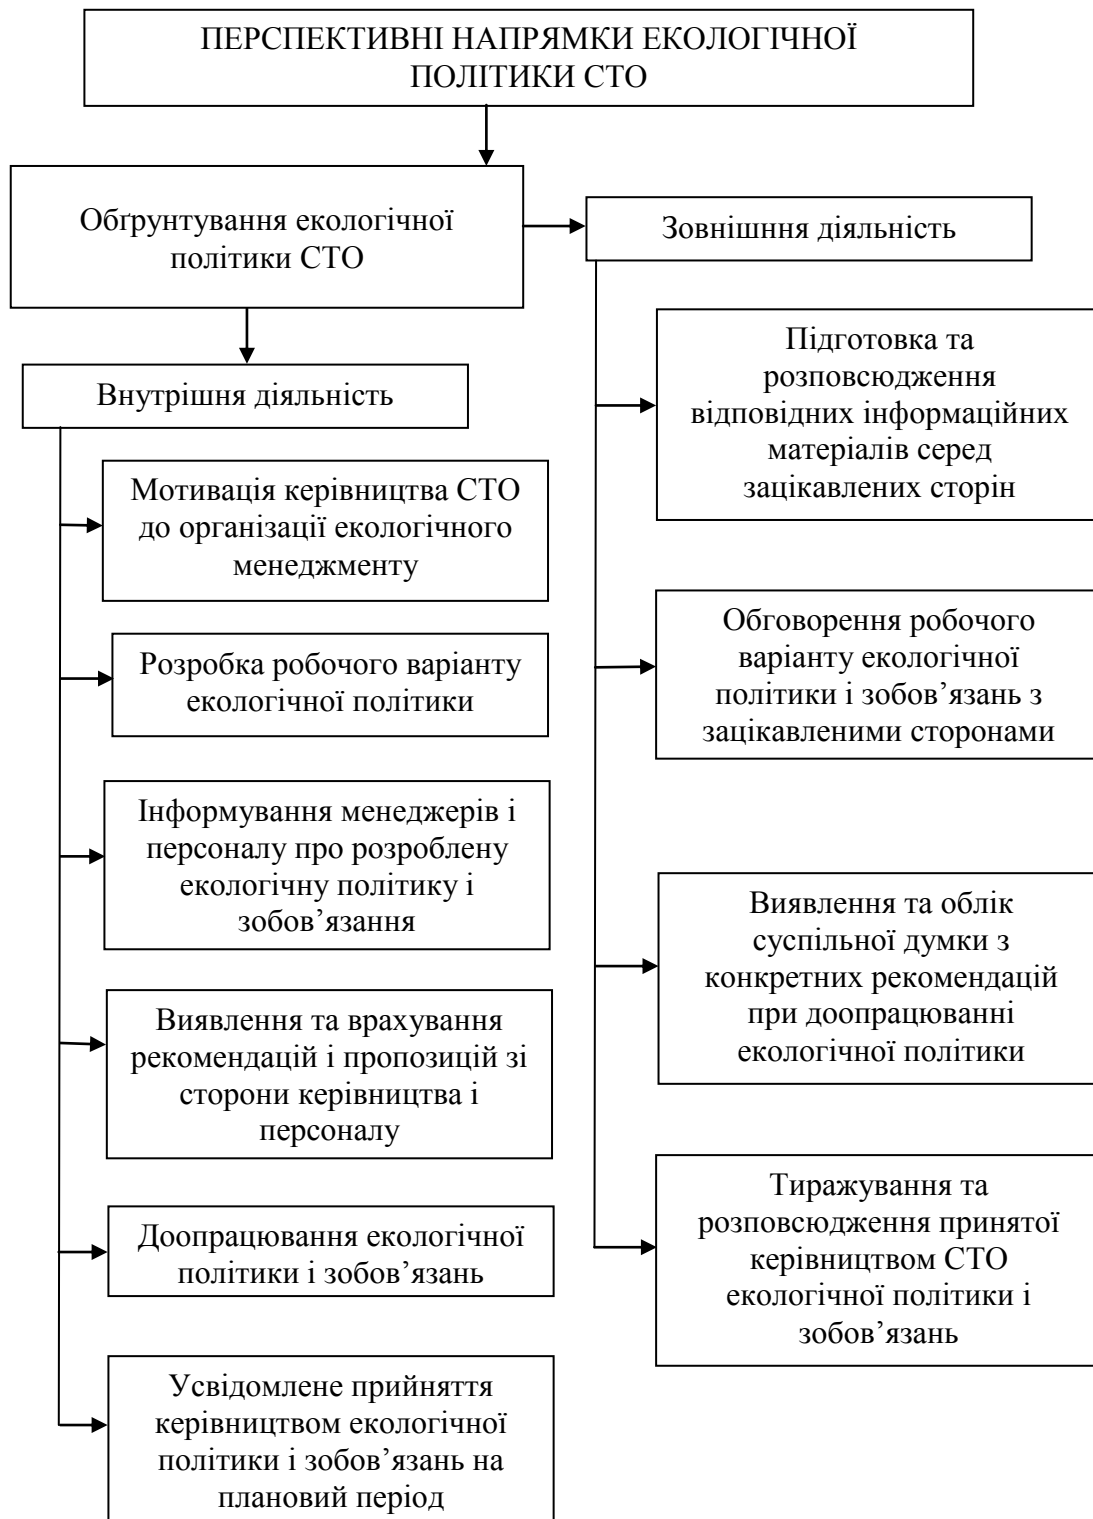 ПЕРСПЕКТИВНІ НАПРЯМКИ ЕКОЛОГІЧНОЇ
ПОЛІТИКИ СТО
Обґрунтування екологічної
політики СТО
Зовнішння діяльність
Внутрішня діяльність
Мотивація керівництва СТО
до організації екологічного
менеджменту
Розробка робочого варіанту
екологічної політики
Інформування менеджерів і
персоналу про розроблену
екологічну політику і
зобов’язання
Виявлення та врахування
рекомендацій і пропозицій зі
сторони керівництва і
персоналу
Доопрацювання екологічної
політики і зобов’язань
Усвідомлене прийняття
керівництвом екологічної
політики і зобов’язань на
плановий період
Підготовка та
розповсюдження
відповідних інформаційних
матеріалів серед
зацікавлених сторін
Обговорення робочого
варіанту екологічної
політики і зобов’язань з
зацікавленими сторонами
Виявлення та облік
суспільної думки з
конкретних рекомендацій
при доопрацюванні
екологічної політики
Тиражування та
розповсюдження принятої
керівництвом СТО
екологічної політики і
зобов’язань